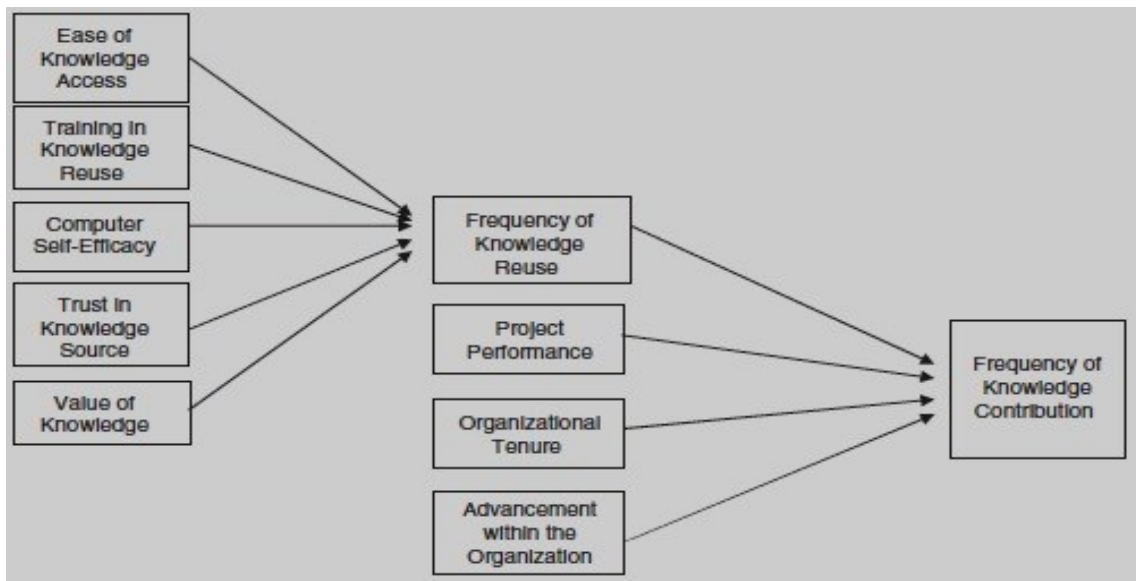 Ease of
Knowledge
Access
Training in
Knowledge
Reuse
Computer
Self-Efficacy
Trust in
Knowledge
Source
Value of
Knowledge
Frequency of
Knowledge
Reuse
Project
Performance
Organizational
Tenure
Advancement
within the
Organization
Frequency of
Knowledge
Contribution